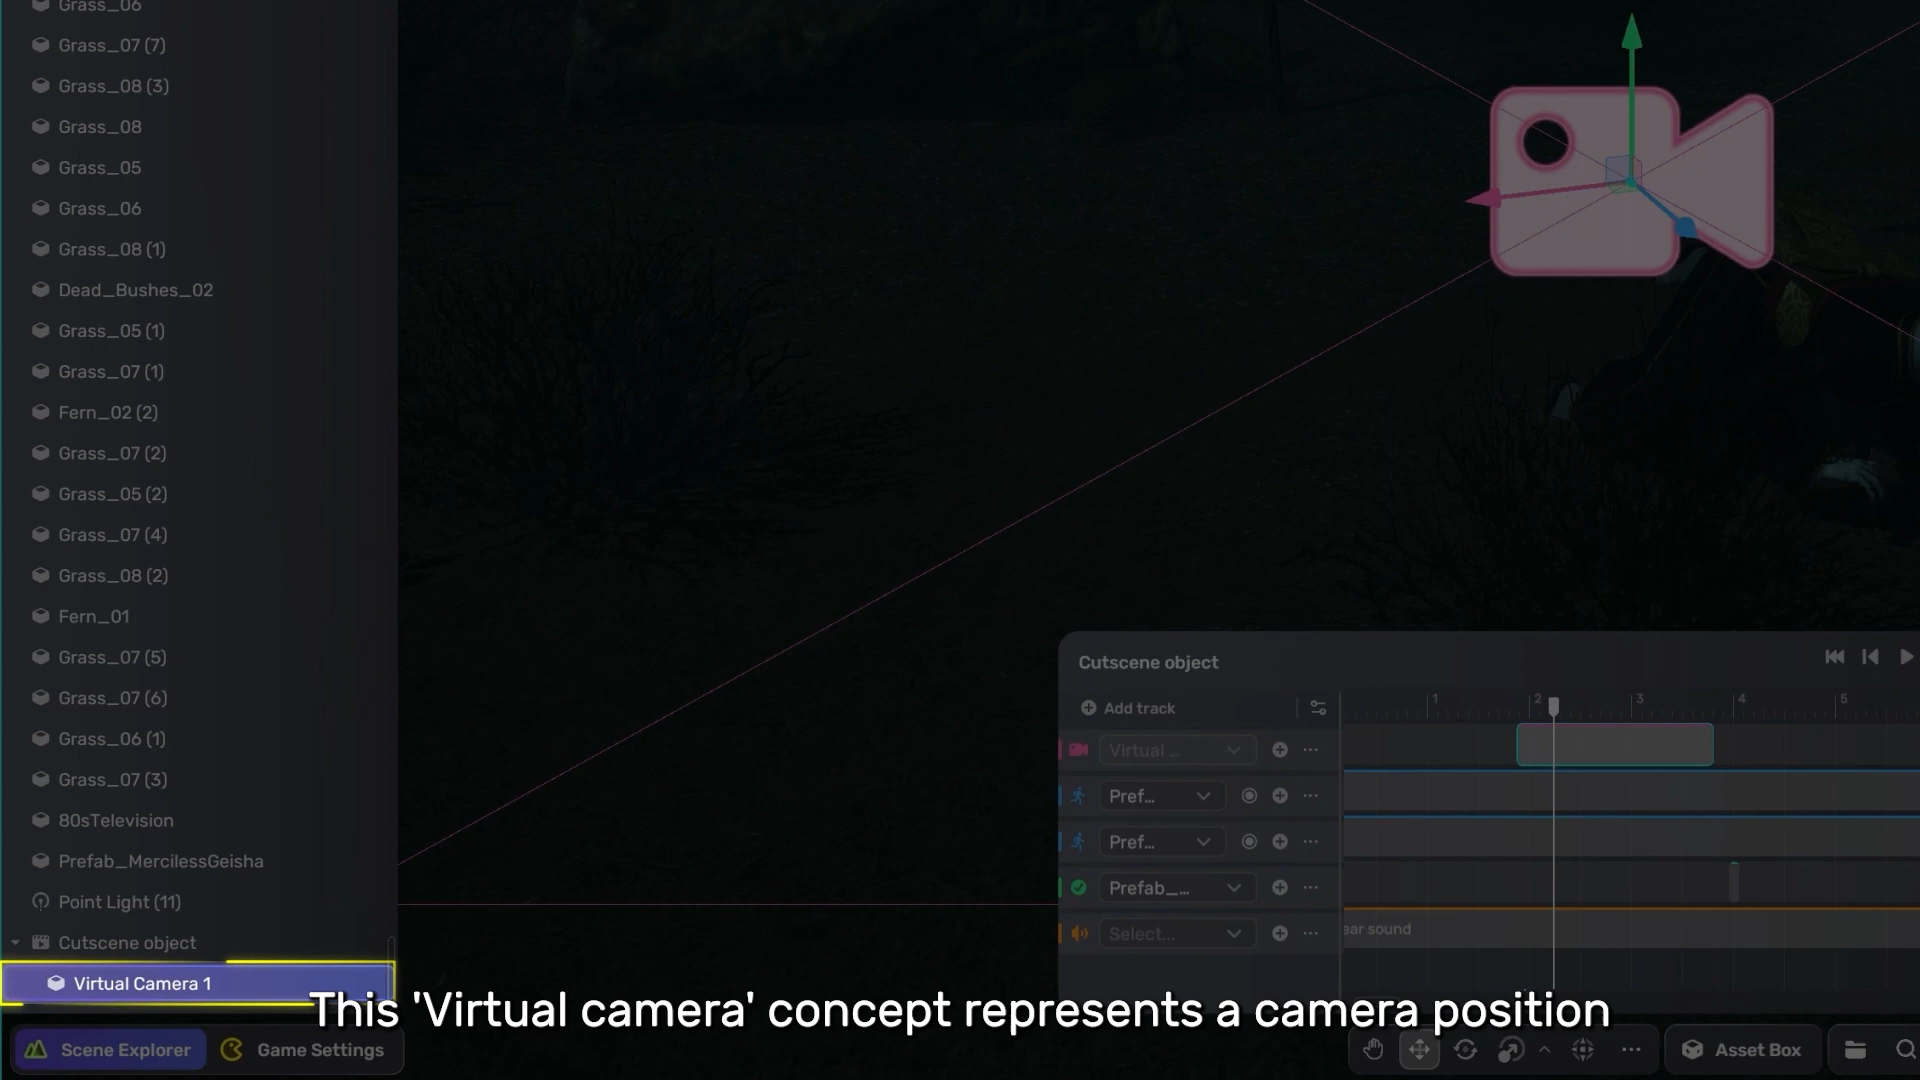 Grass_06
Grass_07 (7)
Grass_08 (3)
Grass_08
Grass_05
Grass_06
Grass_08 (1)
Dead_Bushes_02
Grass_05 (1)
Grass_07 (1)
Fern_02 (2)
Grass_07 (2)
Grass_05 (2)
Grass_07 (4)
Grass_08 (2)
Fern_01
Grass_07 (5)
Grass_07 (6)
Grass_06 (1)
Grass_07 (3)
80sTelevision
Prefab_MercilessGeisha
Point Light (11)
Cutscene object
Virtual Camera 1
Scene Explorer
Game Settings
Cutscene object
Add track
1 2 3 4 5
Virtual ...
Pref...
Pref...
Prefab_...
Select...
ear sound
This 'Virtual camera' concept represents a camera position
Asset Box